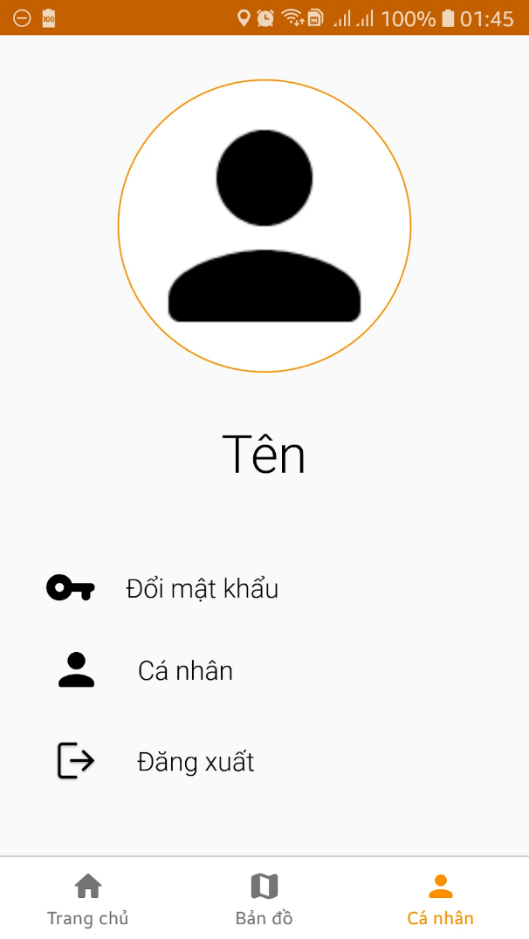 100% 01:45
Tên
Đổi mật khẩu
Cá nhân
Đăng xuất
Trang chủ Bản đồ Cá nhân